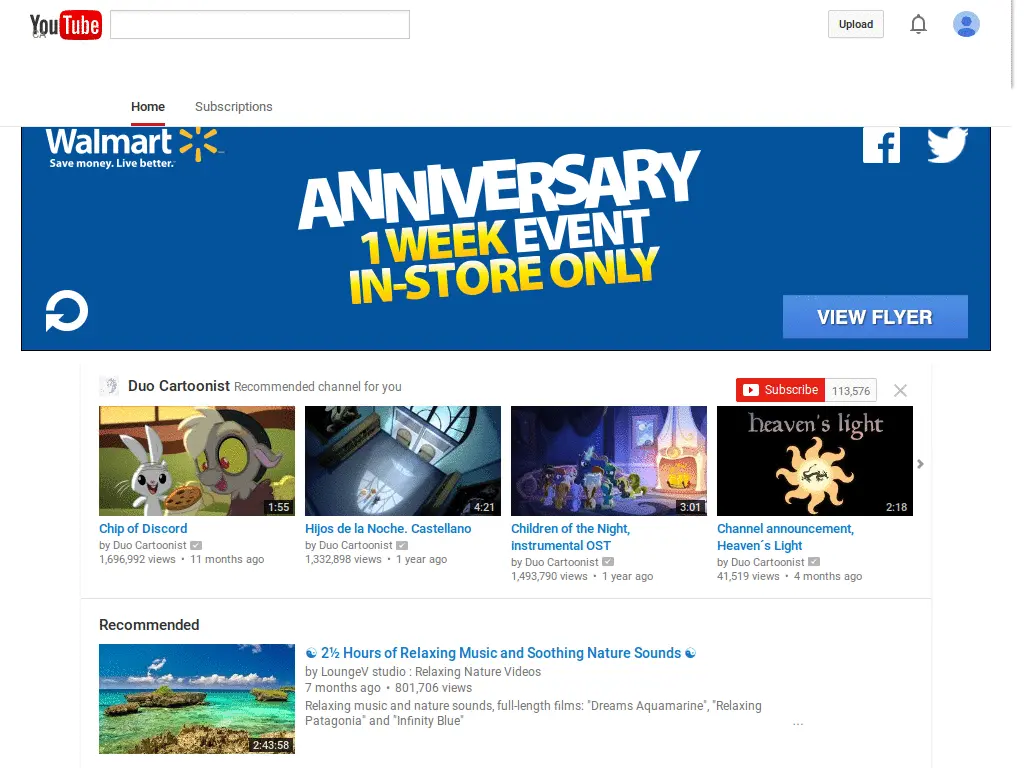 YouTube
CA
Upload
Home
Subscriptions
Walmart
Save money. Live better.
ANNIVERSARY
1 WEEK EVENT
IN-STORE ONLY
VIEW FLYER
Duo Cartoonist Recommended channel for you
Subscribe 113,576
1:55
4:21
3:01
heaven's light
2:18
Chip of Discord
by Duo Cartoonist
1,696,992 views • 11 months ago
Hijos de la Noche. Castellano
by Duo Cartoonist
1,332,898 views • 1 year ago
Children of the Night,
instrumental OST
by Duo Cartoonist
1,493,790 views • 1 year ago
Channel announcement,
Heaven´s Light
by Duo Cartoonist
41,519 views • 4 months ago
Recommended
2:43:58
☯ 2½ Hours of Relaxing Music and Soothing Nature Sounds ☯
by LoungeV studio : Relaxing Nature Videos
7 months ago • 801,706 views
Relaxing music and nature sounds, full-length films: "Dreams Aquamarine", "Relaxing
Patagonia" and "Infinity Blue" ...